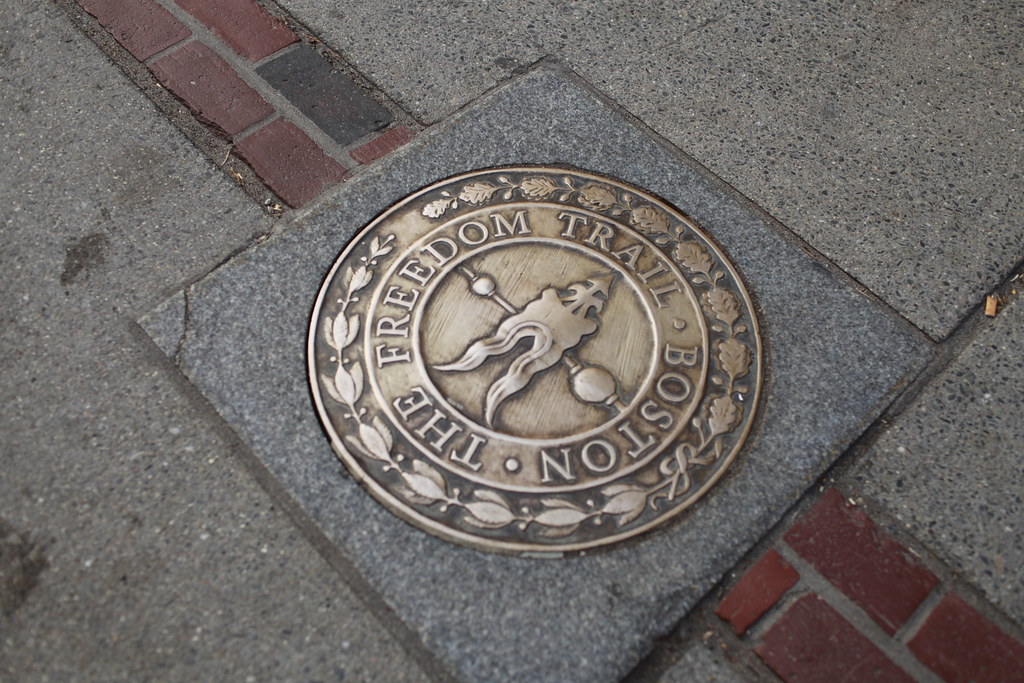 THE FREEDOM TRAIL · BOSTON ·